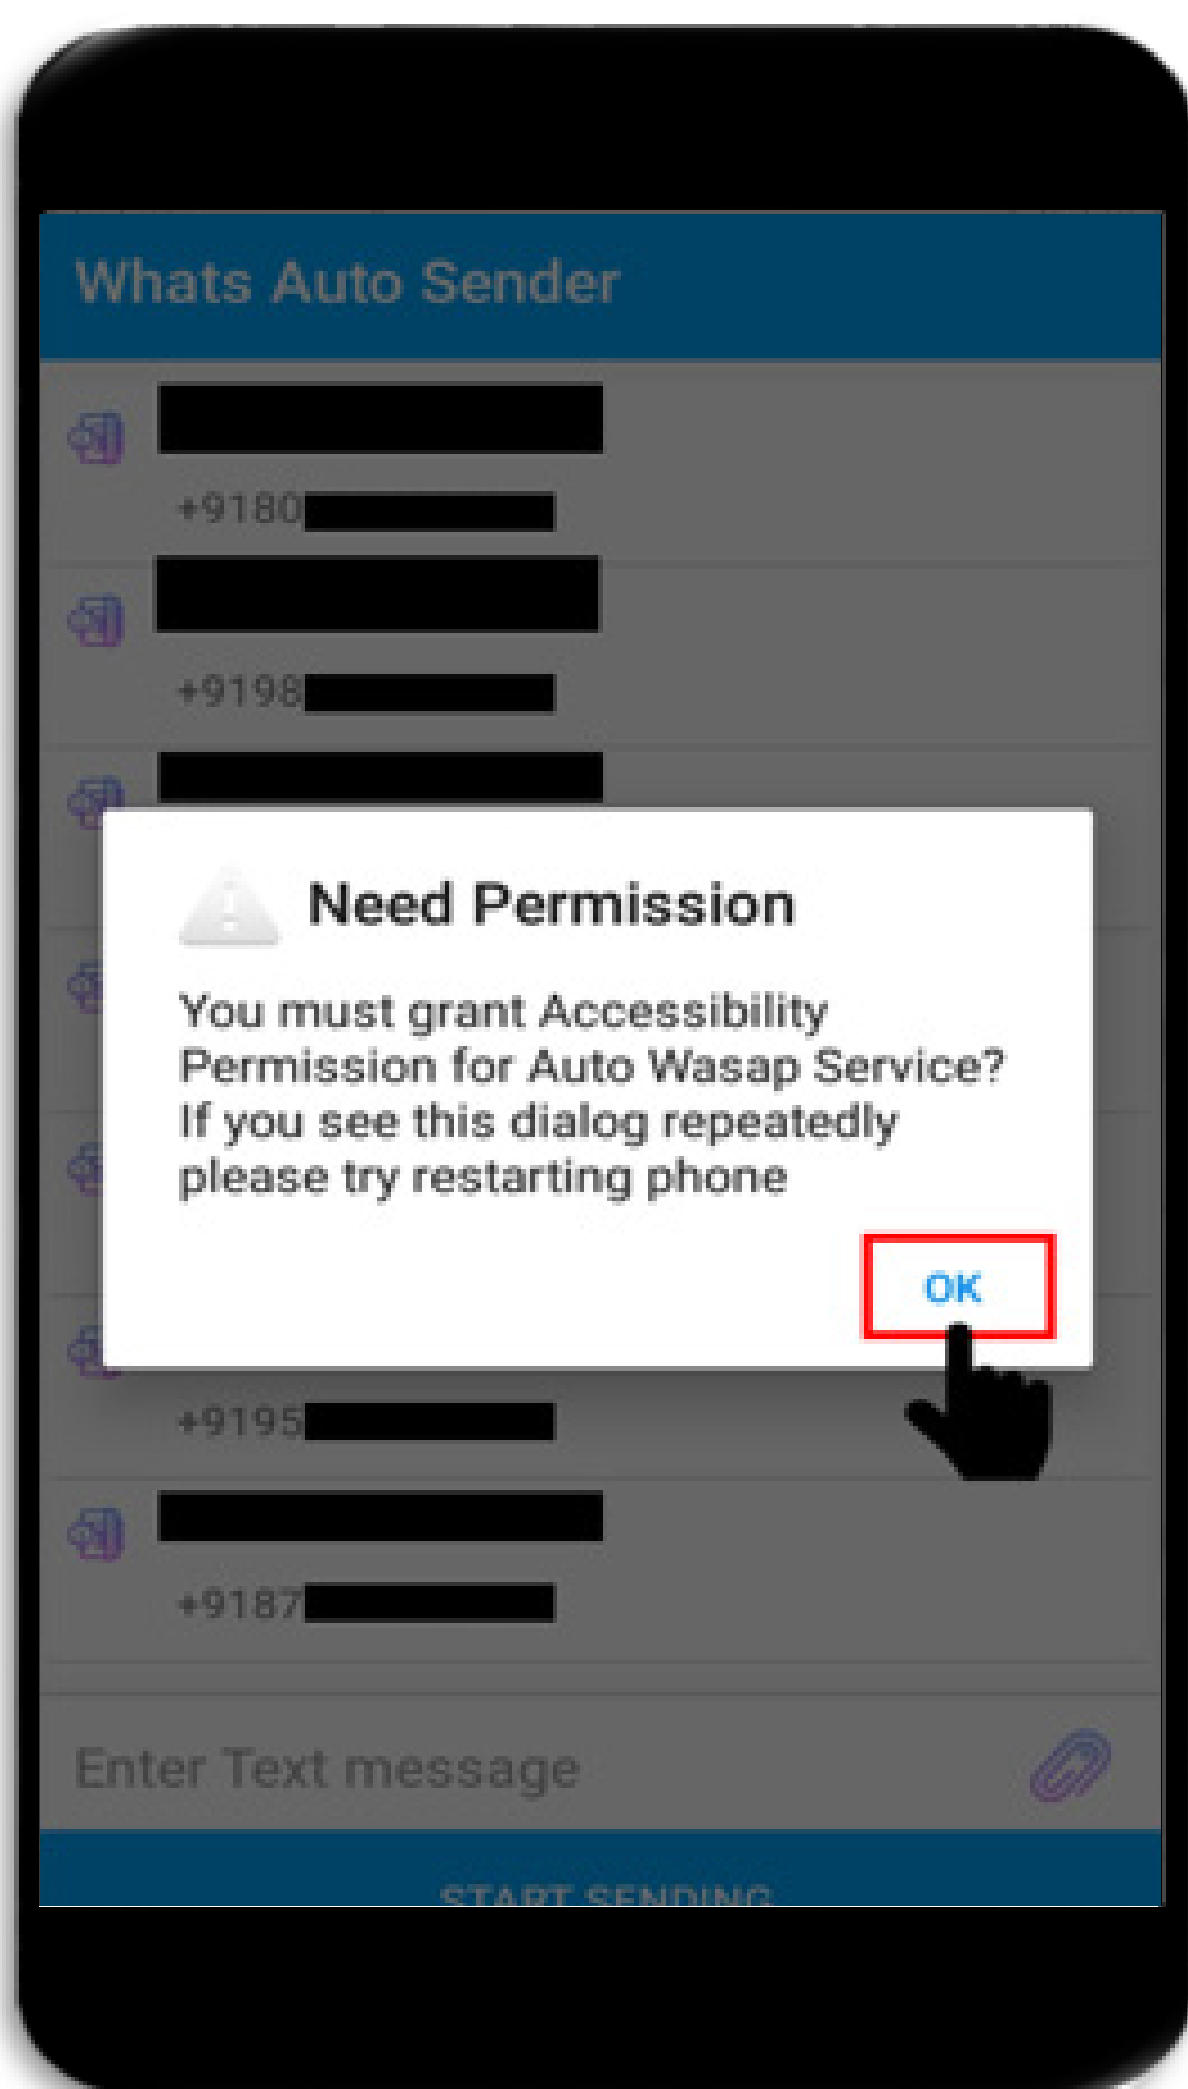 Whats Auto Sender
+9180
+9198
Need Permission
You must grant Accessibility
Permission for Auto Wasap Service?
If you see this dialog repeatedly
please try restarting phone
OK
+9195
+9187
Enter Text message
START SENDING